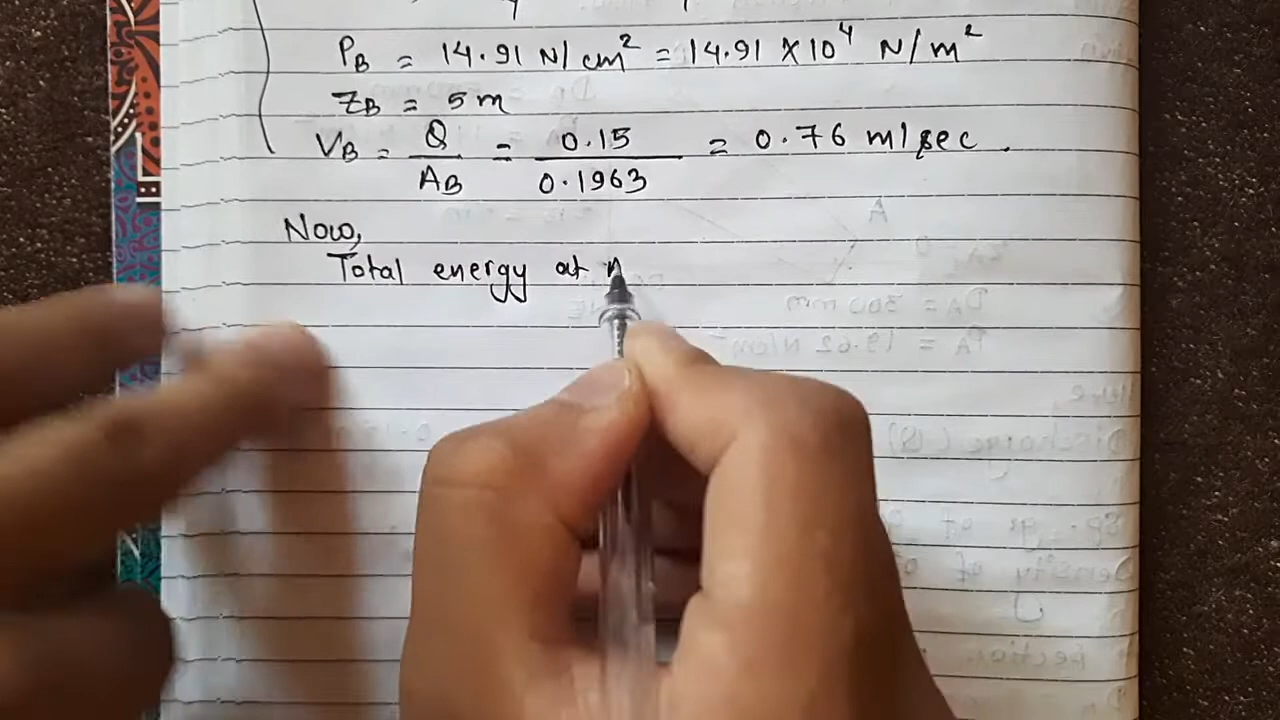 P_B = 14.91 N/cm² = 14.91 × 10⁴ N/m²
Z_B = 5 m
V_B = Q/A_B = 0.15/0.1963 = 0.76 m/sec.
Now,
Total energy at